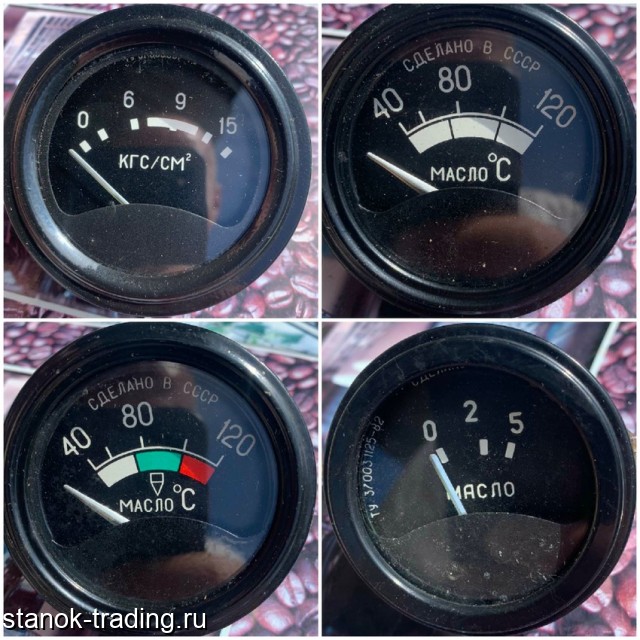 0 6 9 15
КГС/СМ²
СДЕЛАНО В СССР
40 80 120
МАСЛО °C
СДЕЛАНО В СССР
40 80 120
МАСЛО °C
0 2 5
МАСЛО
stanok-trading.ru